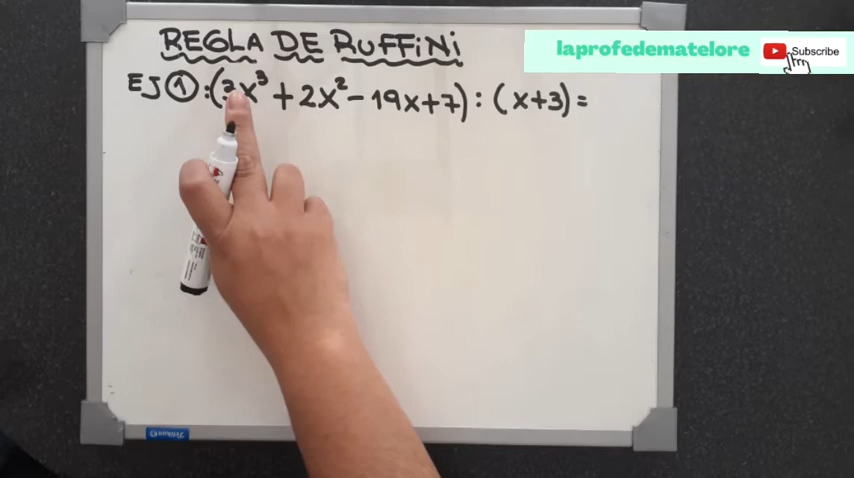 REGLA DE RUFFiNi
laprofedematelore
Subscribe
EJ①:(3x³+2x²-19x+7):(x+3)=